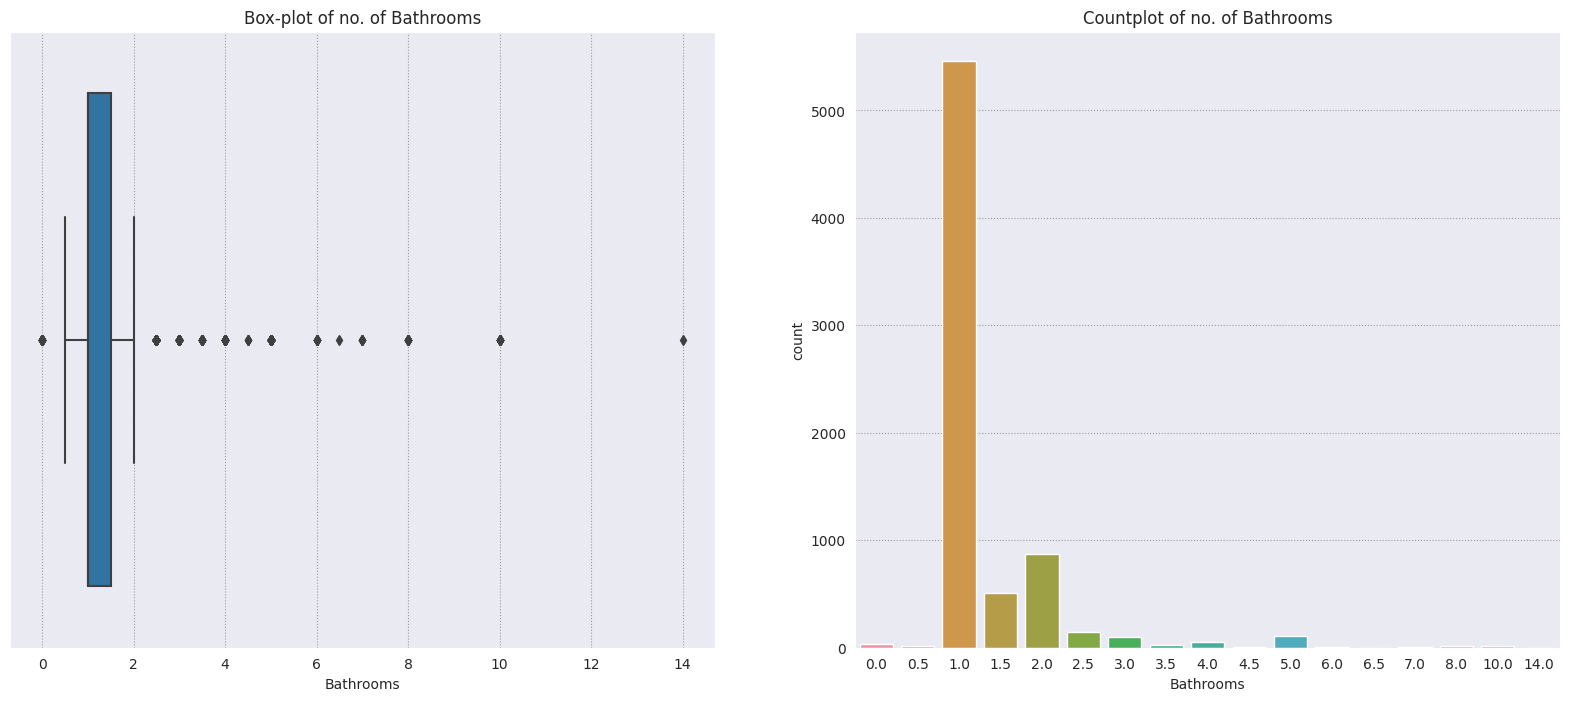 Box-plot of no. of Bathrooms
0 2 4 6 8 10 12 14
Bathrooms
Countplot of no. of Bathrooms
5000
4000
3000
2000
1000
0
count
0.0 0.5 1.0 1.5 2.0 2.5 3.0 3.5 4.0 4.5 5.0 6.0 6.5 7.0 8.0 10.0 14.0
Bathrooms